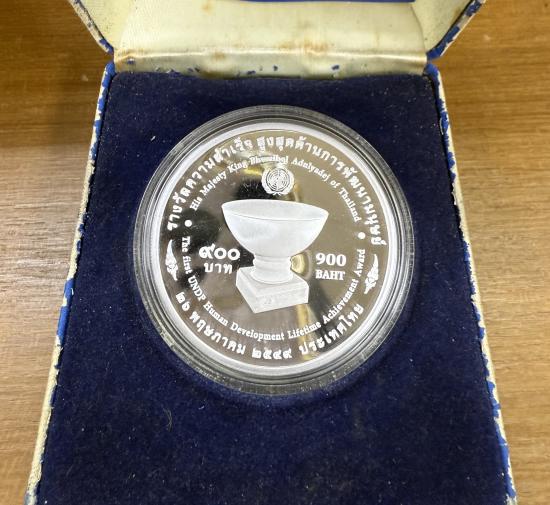 รางวัลความสำเร็จ สูงสุดด้านการพัฒนามนุษย์
His Majesty King Bhumibol Adulyadej of Thailand
๙๐๐
บาท
900
BAHT
The first UNDP Human Development Lifetime Achievement Award
๒๖ พฤษภาคม ๒๕๔๙ ประเทศไทย